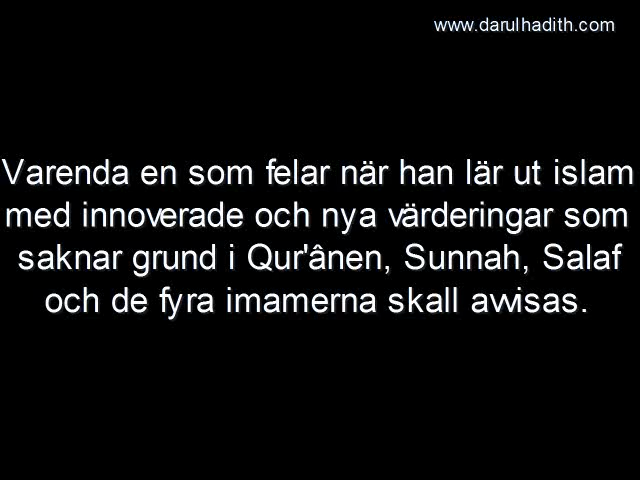 www.darulhadith.com
Varenda en som felar när han lär ut islam
med innoverade och nya värderingar som
saknar grund i Qur'ânen, Sunnah, Salaf
och de fyra imamerna skall avvisas.